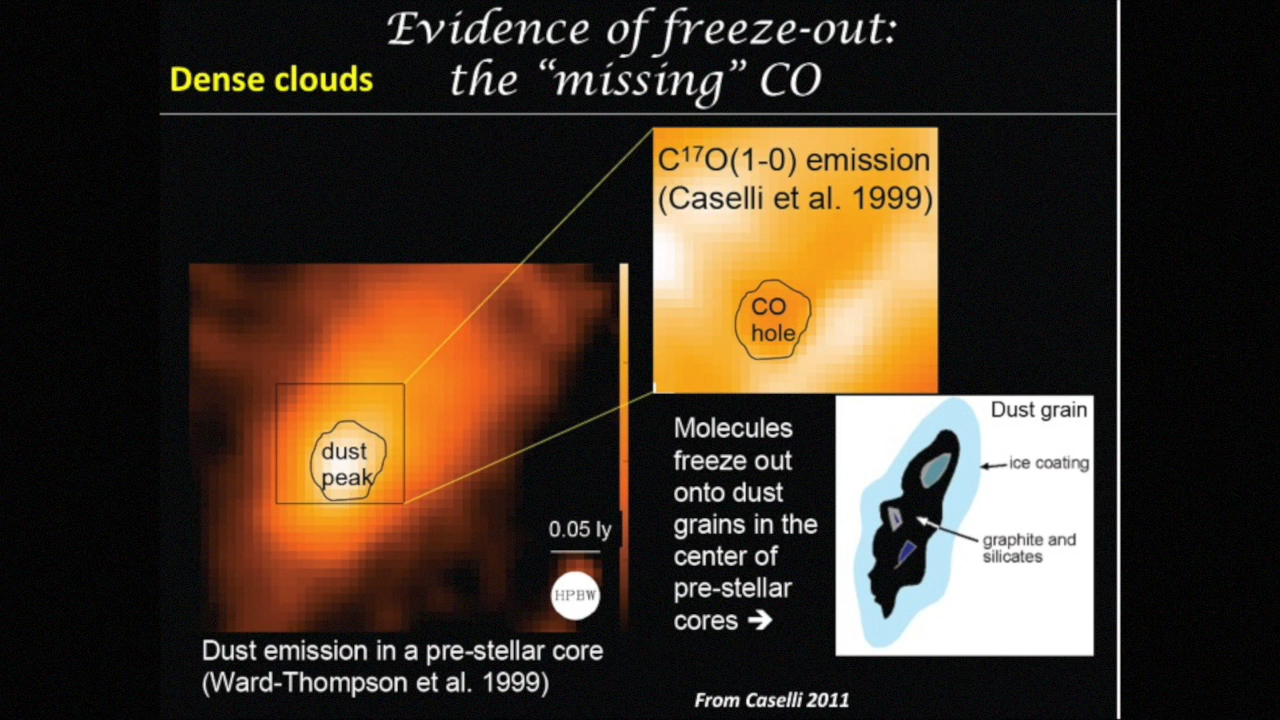 Evidence of freeze-out:
the “missing” CO
Dense clouds
C¹⁷O(1-0) emission
(Caselli et al. 1999)
CO
hole
dust
peak
0.05 ly
HPBW
Dust emission in a pre-stellar core
(Ward-Thompson et al. 1999)
Molecules
freeze out
onto dust
grains in the
center of
pre-stellar
cores ➔
Dust grain
ice coating
graphite and
silicates
From Caselli 2011